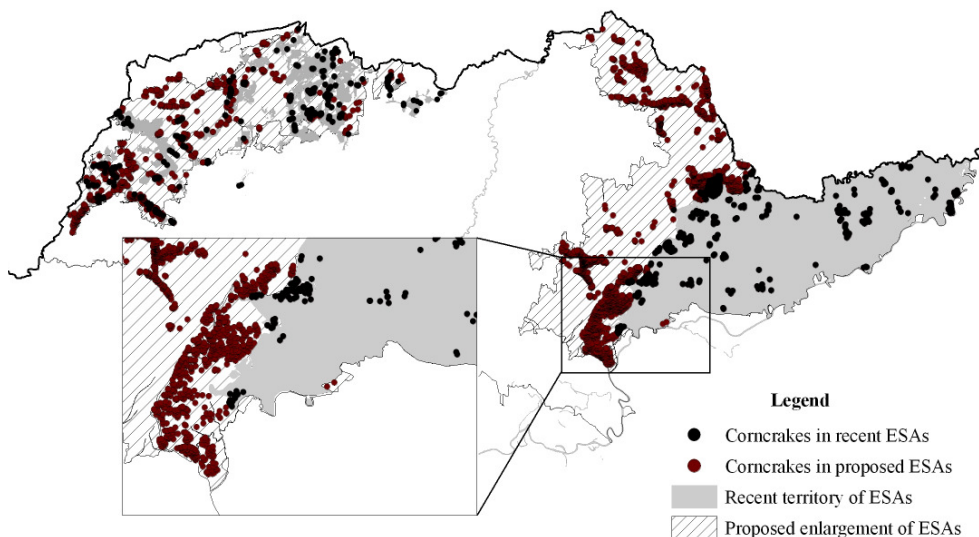 Legend
Corncrakes in recent ESAs
Corncrakes in proposed ESAs
Recent territory of ESAs
Proposed enlargement of ESAs